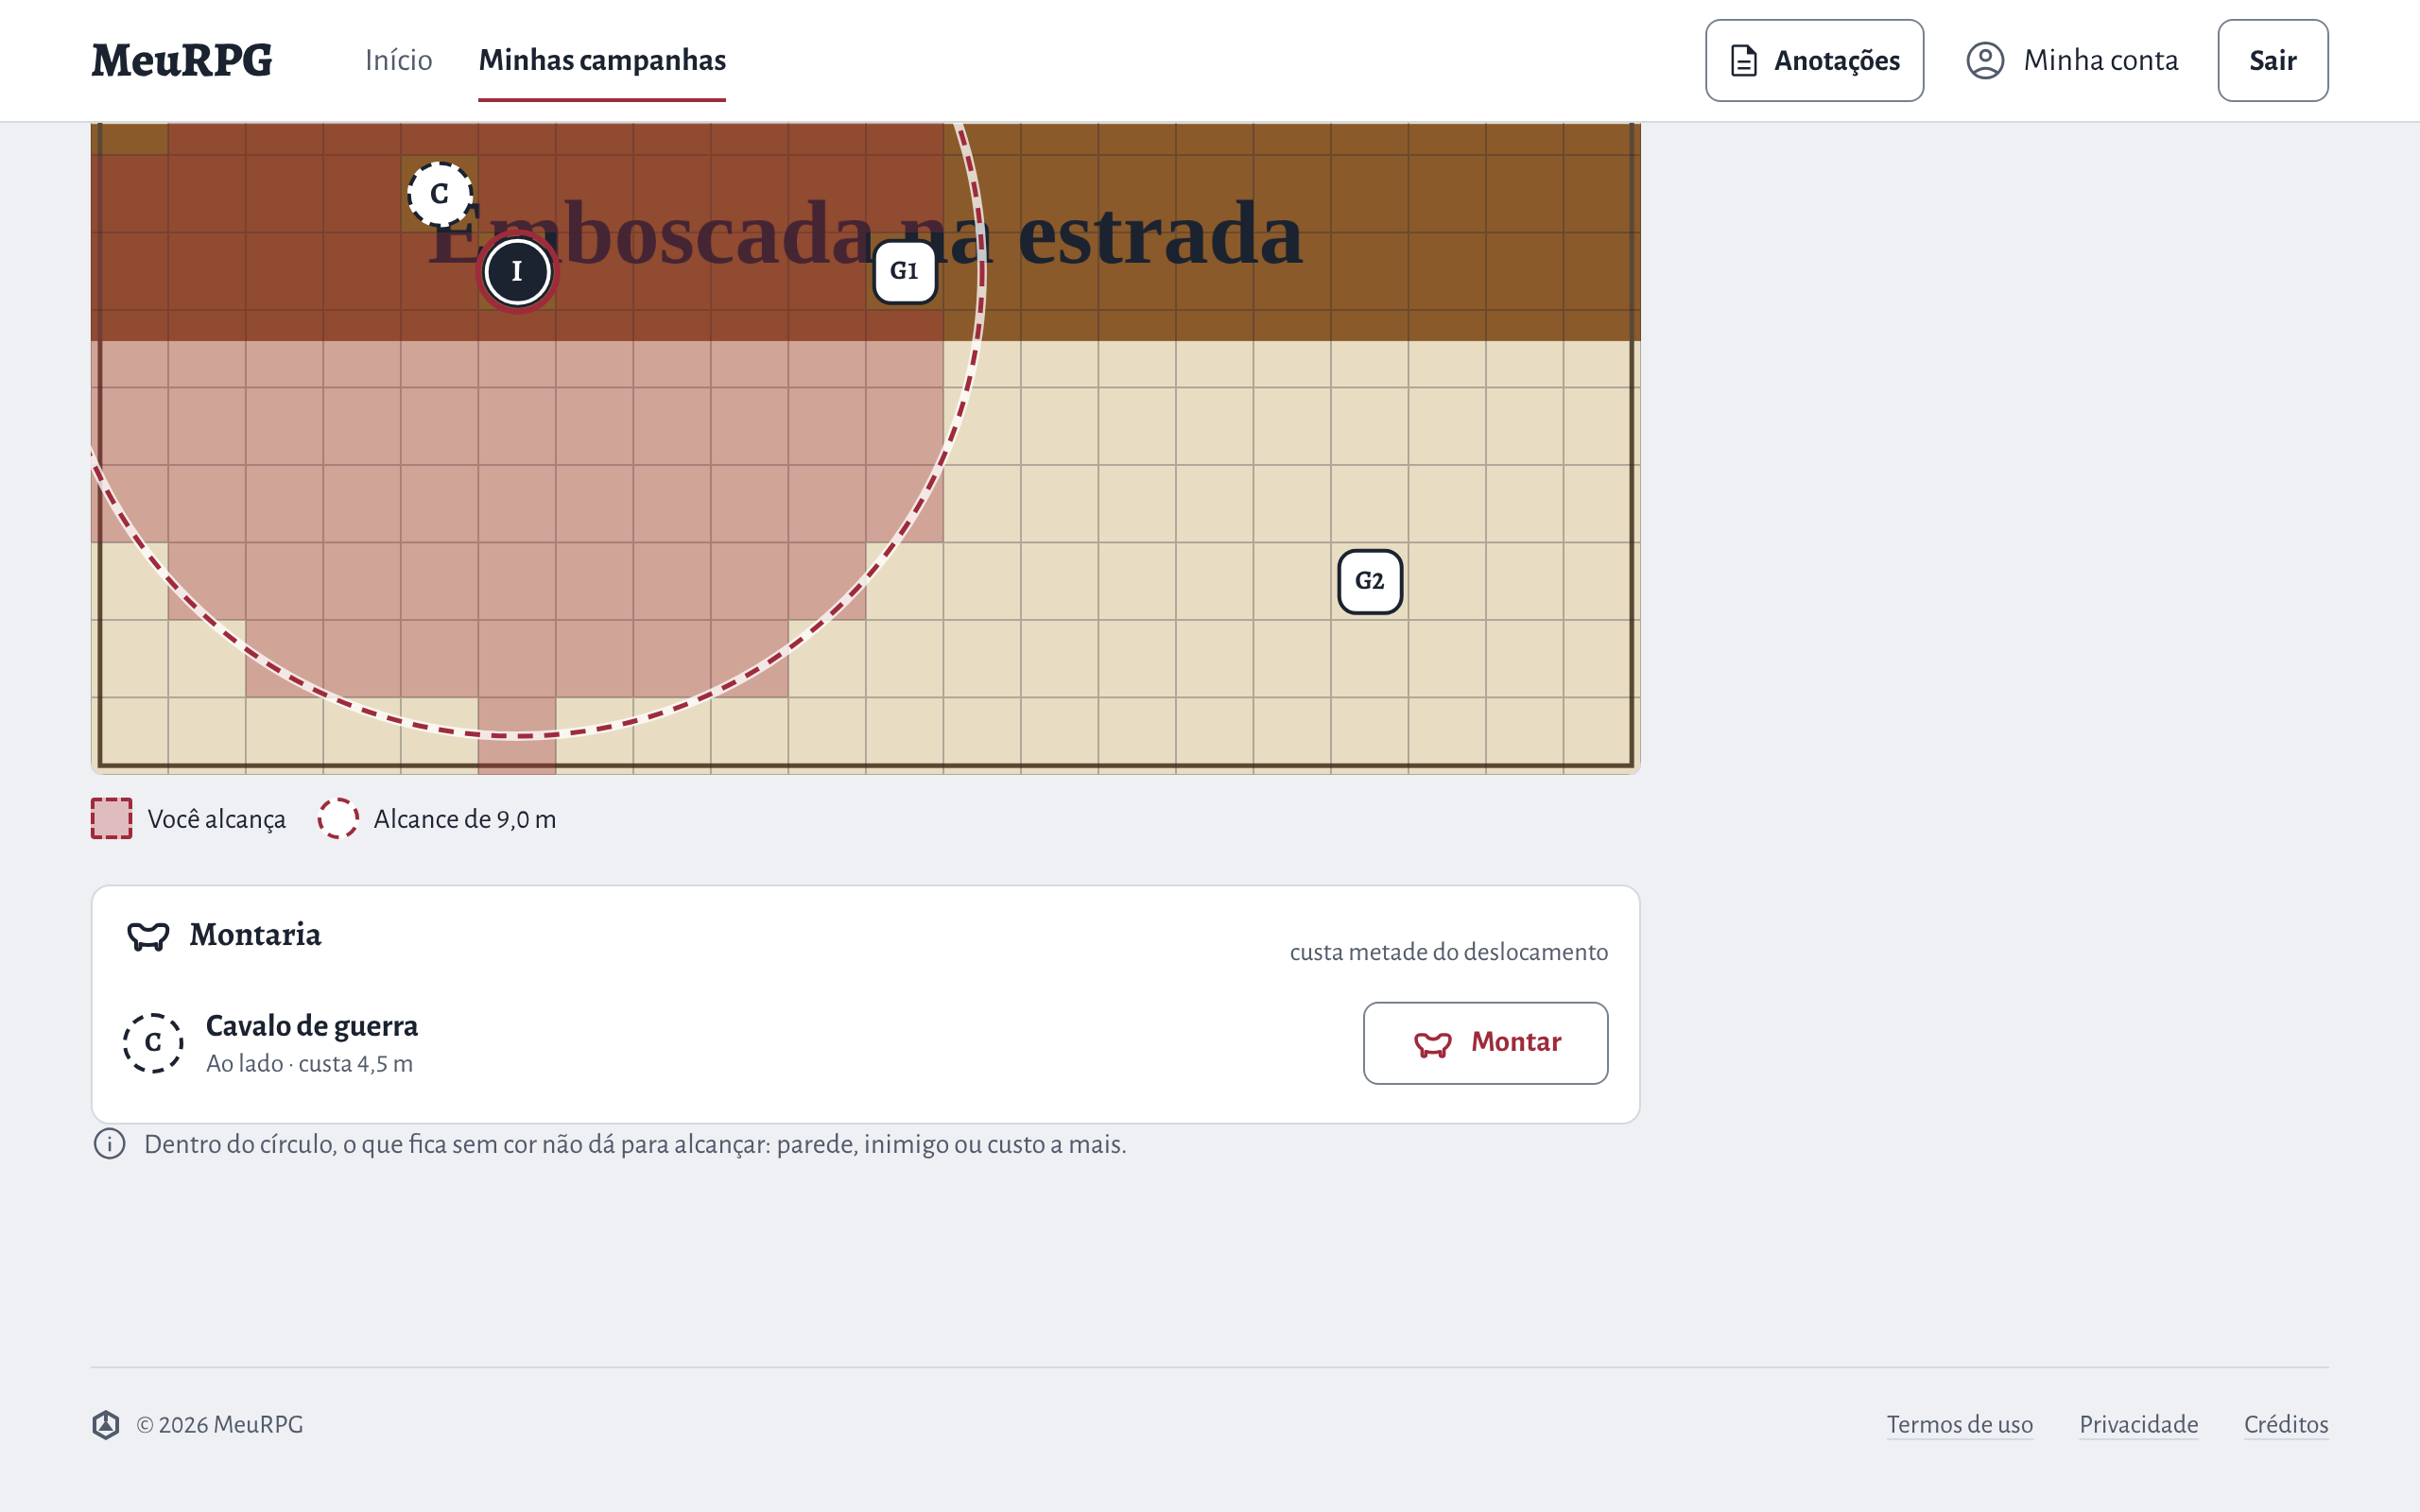 MeuRPG Início Minhas campanhas Anotações Minha conta Sair
C
Emboscada na estrada
I G1
G2
Você alcança Alcance de 9,0 m
Montaria
custa metade do deslocamento
C Cavalo de guerra
Ao lado · custa 4,5 m
Montar
Dentro do círculo, o que fica sem cor não dá para alcançar: parede, inimigo ou custo a mais.
© 2026 MeuRPG Termos de uso Privacidade Créditos